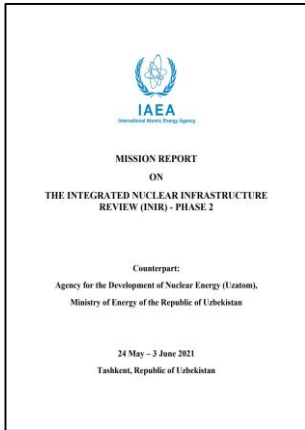 IAEA
International Atomic Energy Agency
MISSION REPORT
ON
THE INTEGRATED NUCLEAR INFRASTRUCTURE
REVIEW (INIR) - PHASE 2
Counterpart:
Agency for the Development of Nuclear Energy (Uzatom),
Ministry of Energy of the Republic of Uzbekistan
24 May – 3 June 2021
Tashkent, Republic of Uzbekistan